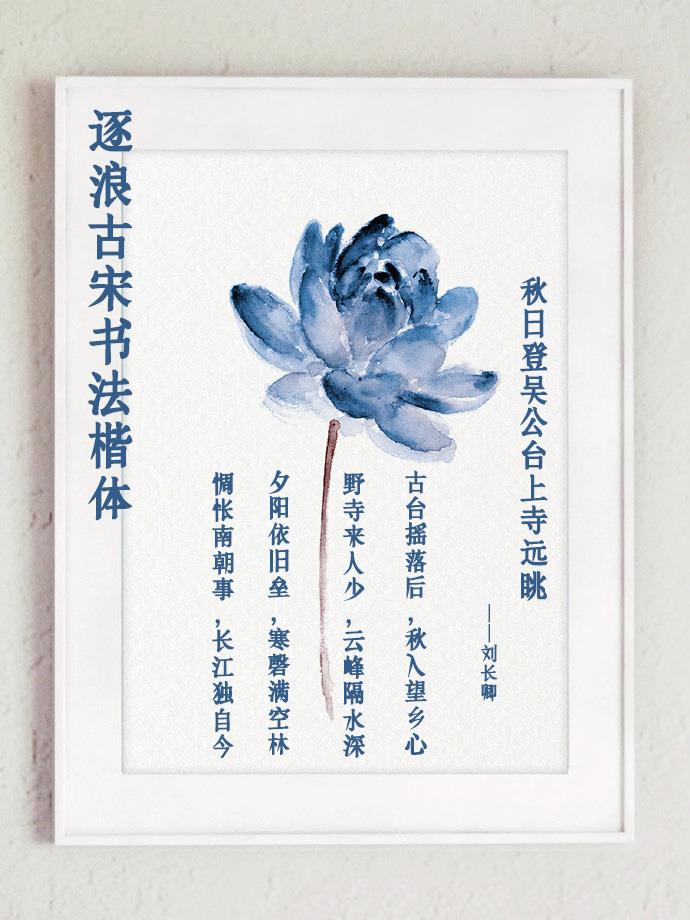 逐浪古宋书法楷体
秋日登吴公台上寺远眺
——刘长卿
古台摇落后,秋入望乡心
野寺来人少,云峰隔水深
夕阳依旧垒,寒磬满空林
惆怅南朝事,长江独自今